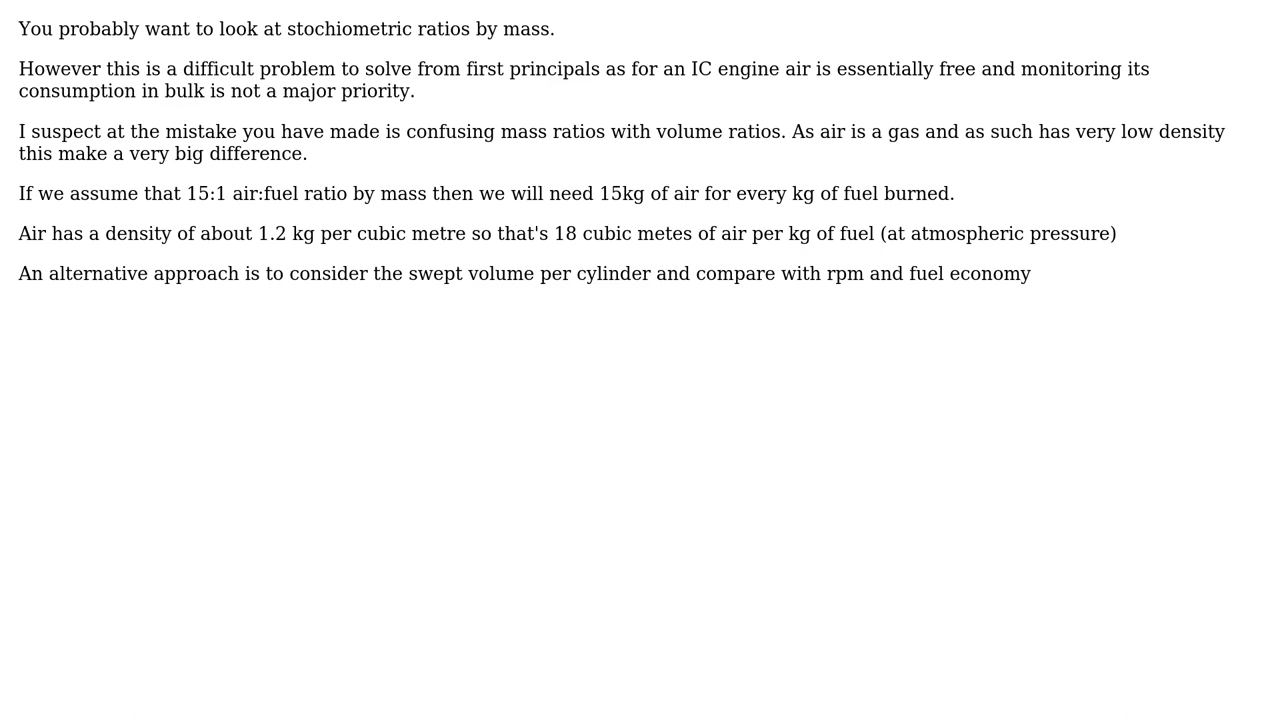 You probably want to look at stochiometric ratios by mass.
However this is a difficult problem to solve from first principals as for an IC engine air is essentially free and monitoring its
consumption in bulk is not a major priority.
I suspect at the mistake you have made is confusing mass ratios with volume ratios. As air is a gas and as such has very low density
this make a very big difference.
If we assume that 15:1 air:fuel ratio by mass then we will need 15kg of air for every kg of fuel burned.
Air has a density of about 1.2 kg per cubic metre so that's 18 cubic metes of air per kg of fuel (at atmospheric pressure)
An alternative approach is to consider the swept volume per cylinder and compare with rpm and fuel economy